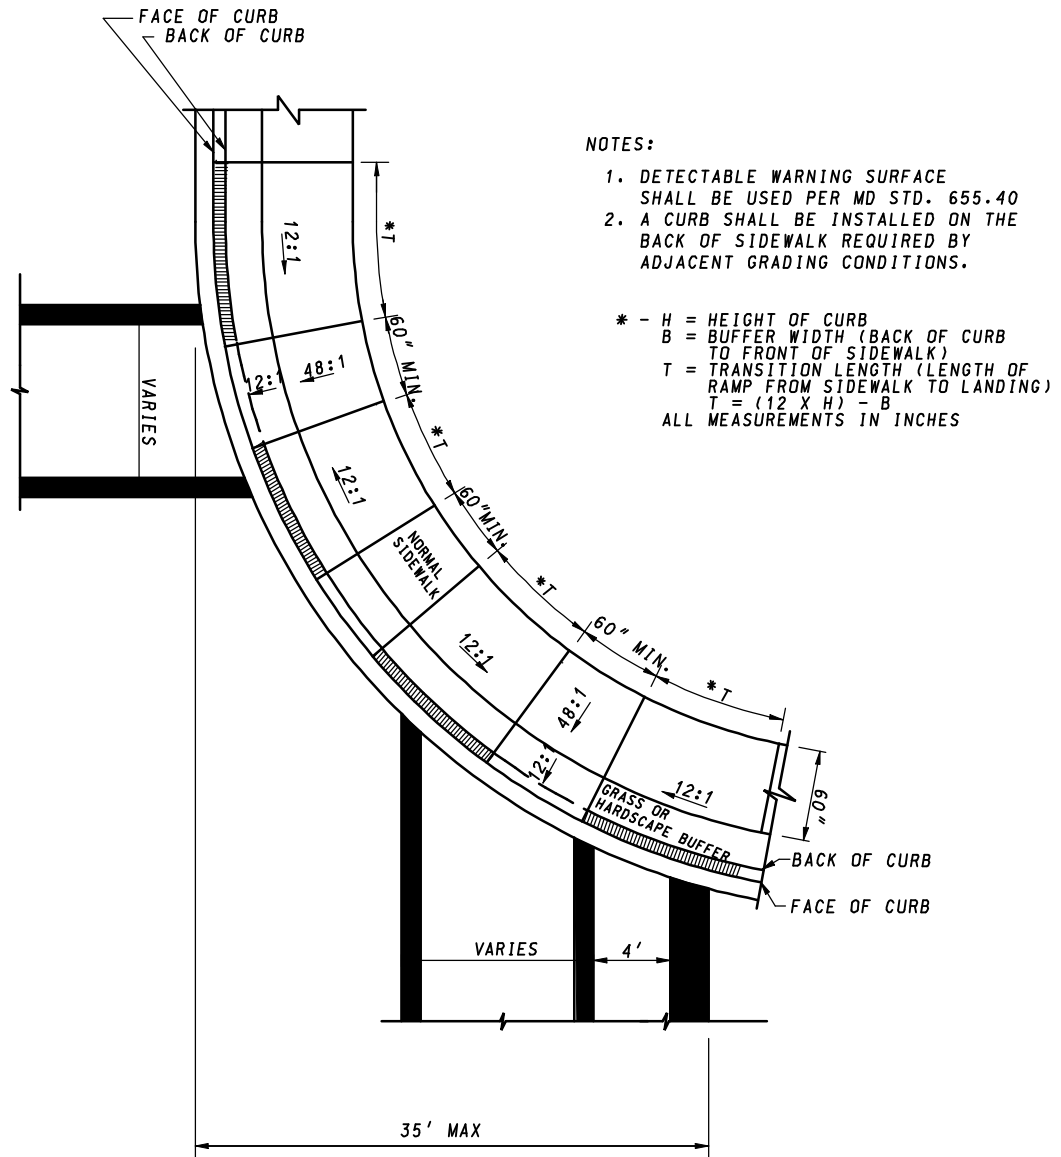 FACE OF CURB
BACK OF CURB
NOTES:
1. DETECTABLE WARNING SURFACE
SHALL BE USED PER MD STD. 655.40
2. A CURB SHALL BE INSTALLED ON THE
BACK OF SIDEWALK REQUIRED BY
ADJACENT GRADING CONDITIONS.
* - H = HEIGHT OF CURB
B = BUFFER WIDTH (BACK OF CURB
TO FRONT OF SIDEWALK)
T = TRANSITION LENGTH (LENGTH OF
RAMP FROM SIDEWALK TO LANDING)
T = (12 X H) - B
ALL MEASUREMENTS IN INCHES
12:1
*T
60" MIN.
48:1
12:1
VARIES
*T
12:1
60" MIN.
NORMAL
SIDEWALK
*T
12:1
60" MIN.
48:1
*T
12:1
12:1
GRASS OR
HARDSCAPE BUFFER
60"
BACK OF CURB
FACE OF CURB
VARIES
4'
35' MAX